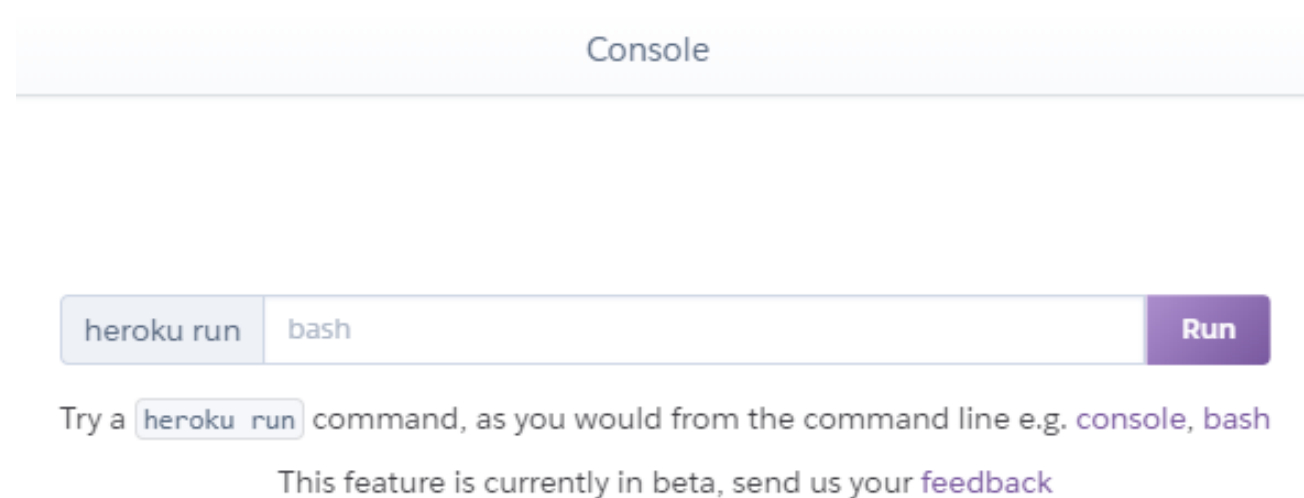 Console
heroku run bash Run
Try a heroku run command, as you would from the command line e.g. console, bash
This feature is currently in beta, send us your feedback